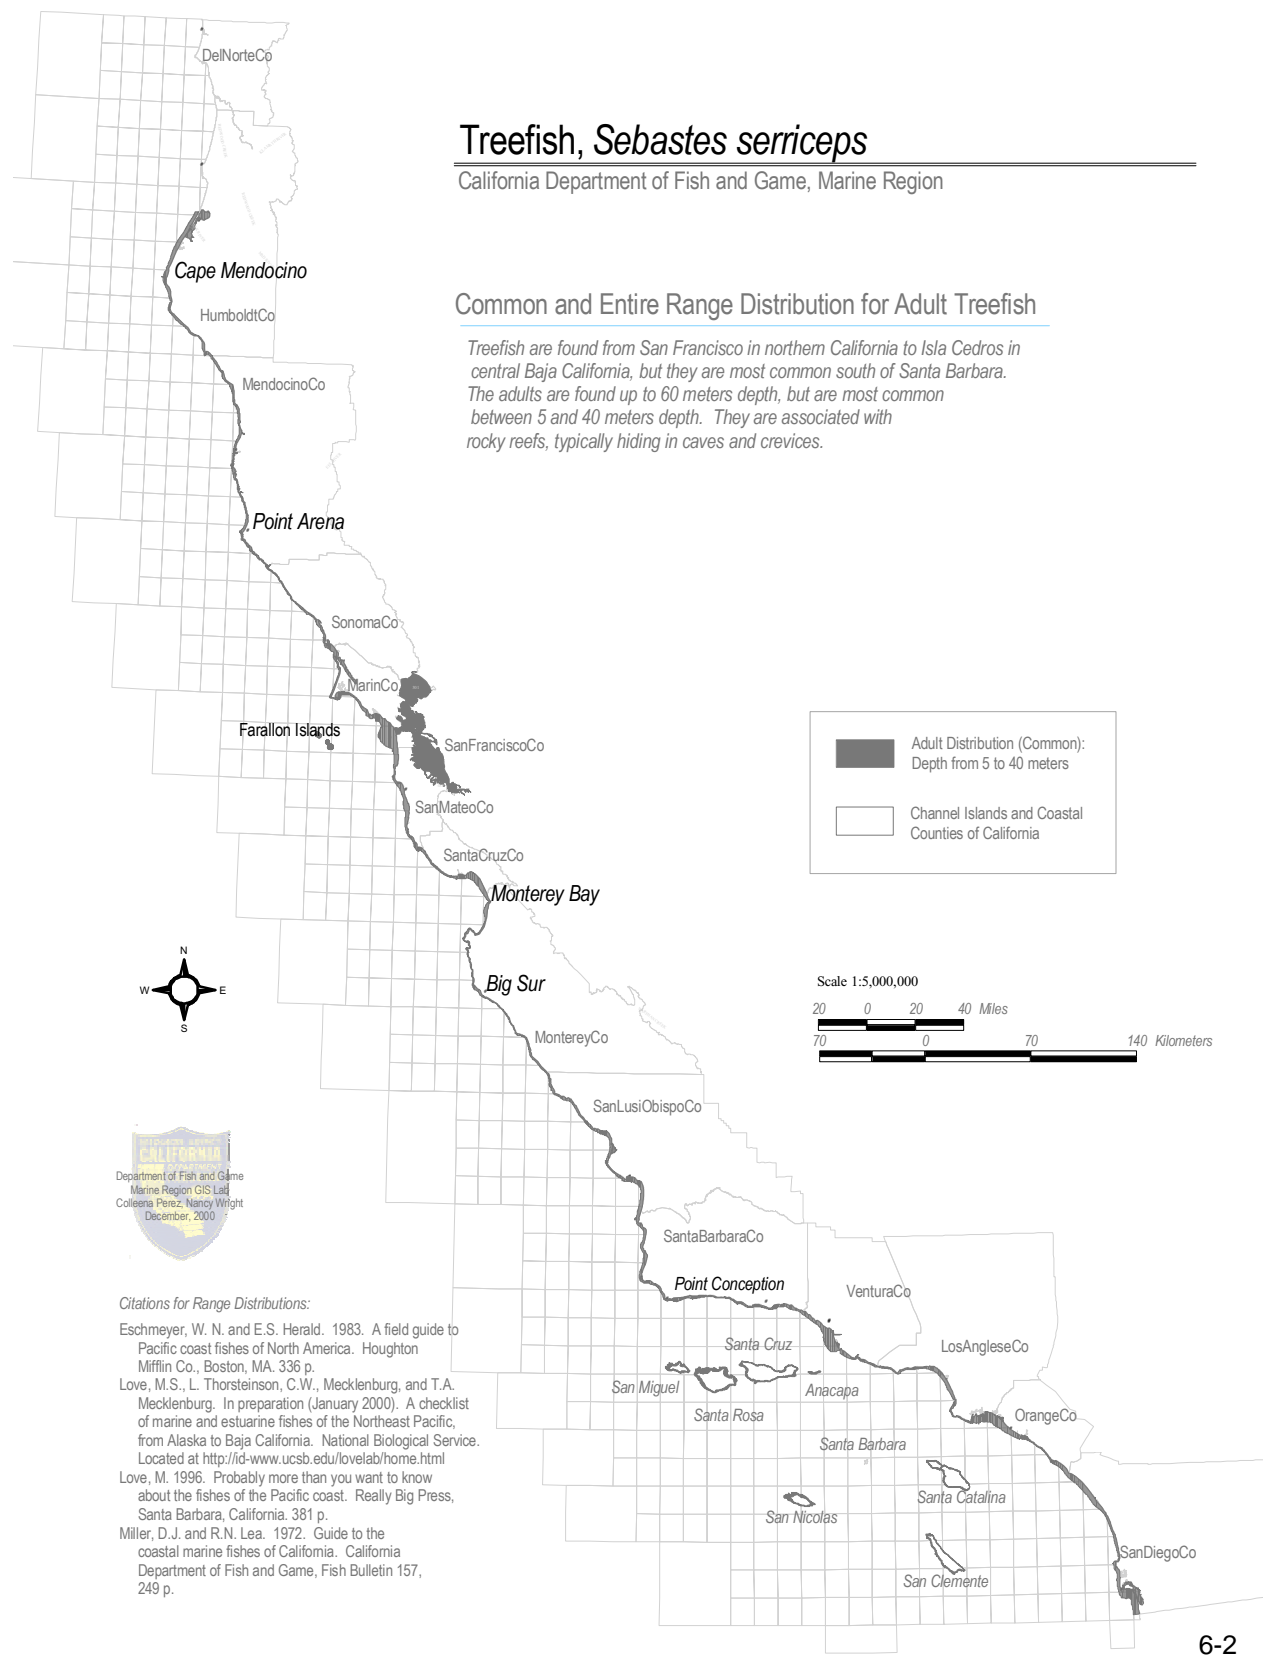 DelNorteCo
Treefish, Sebastes serriceps
California Department of Fish and Game, Marine Region
Cape Mendocino
HumboldtCo
Common and Entire Range Distribution for Adult Treefish
Treefish are found from San Francisco in northern California to Isla Cedros in
central Baja California, but they are most common south of Santa Barbara.
The adults are found up to 60 meters depth, but are most common
between 5 and 40 meters depth. They are associated with
rocky reefs, typically hiding in caves and crevices.
MendocinoCo
Point Arena
SonomaCo
MarinCo
Farallon Islands
SanFranciscoCo
Adult Distribution (Common):
Depth from 5 to 40 meters
SanMateoCo
Channel Islands and Coastal
Counties of California
SantaCruzCo
Monterey Bay
N
W
E
S
Big Sur
Scale 1:5,000,000
20 0 20 40 Miles
70 0 70 140 Kilometers
MontereyCo
SanLusiObispoCo
CALIFORNIA
Department of Fish and Game
Marine Region GIS Lab
Colleena Perez, Nancy Wright
December, 2000
SantaBarbaraCo
Point Conception
VenturaCo
Santa Cruz
LosAngleseCo
San Miguel
Anacapa
Santa Rosa
OrangeCo
Santa Barbara
Santa Catalina
San Nicolas
SanDiegoCo
San Clemente
Citations for Range Distributions:
Eschmeyer, W. N. and E.S. Herald. 1983. A field guide to
Pacific coast fishes of North America. Houghton
Mifflin Co., Boston, MA. 336 p.
Love, M.S., L. Thorsteinson, C.W., Mecklenburg, and T.A.
Mecklenburg. In preparation (January 2000). A checklist
of marine and estuarine fishes of the Northeast Pacific,
from Alaska to Baja California. National Biological Service.
Located at http://id-www.ucsb.edu/lovelab/home.html
Love, M. 1996. Probably more than you want to know
about the fishes of the Pacific coast. Really Big Press,
Santa Barbara, California. 381 p.
Miller, D.J. and R.N. Lea. 1972. Guide to the
coastal marine fishes of California. California
Department of Fish and Game, Fish Bulletin 157,
249 p.
6-2